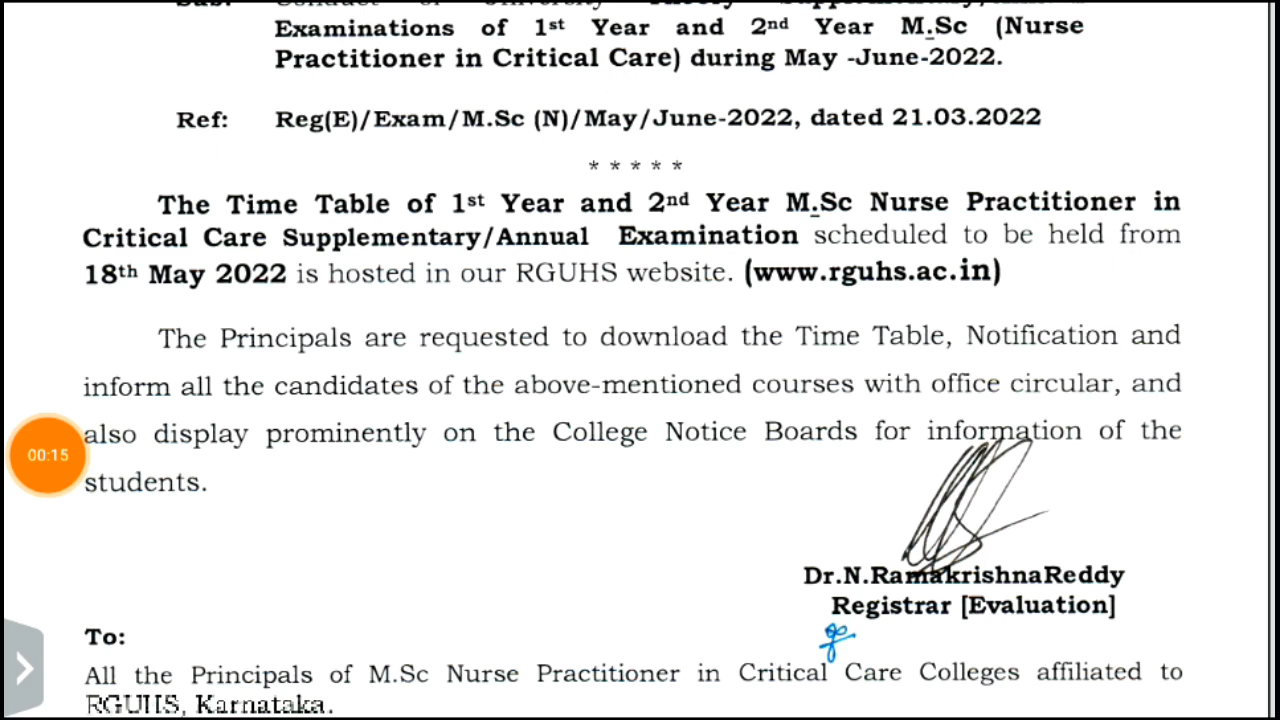 Examinations of 1st Year and 2nd Year M.Sc (Nurse
Practitioner in Critical Care) during May -June-2022.
Ref: Reg(E)/Exam/M.Sc (N)/May/June-2022, dated 21.03.2022
* * * * *
The Time Table of 1st Year and 2nd Year M.Sc Nurse Practitioner in
Critical Care Supplementary/Annual Examination scheduled to be held from
18th May 2022 is hosted in our RGUHS website. (www.rguhs.ac.in)
The Principals are requested to download the Time Table, Notification and
inform all the candidates of the above-mentioned courses with office circular, and
also display prominently on the College Notice Boards for information of the
00:15
students.
Dr.N.RamakrishnaReddy
Registrar [Evaluation]
To:
All the Principals of M.Sc Nurse Practitioner in Critical Care Colleges affiliated to
RGUHS, Karnataka.